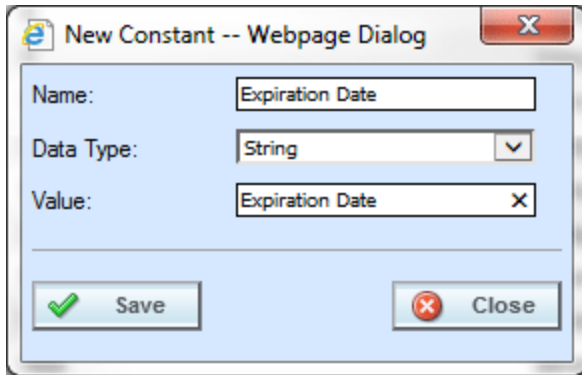 New Constant -- Webpage Dialog
Name: Expiration Date
Data Type: String
Value: Expiration Date
Save Close